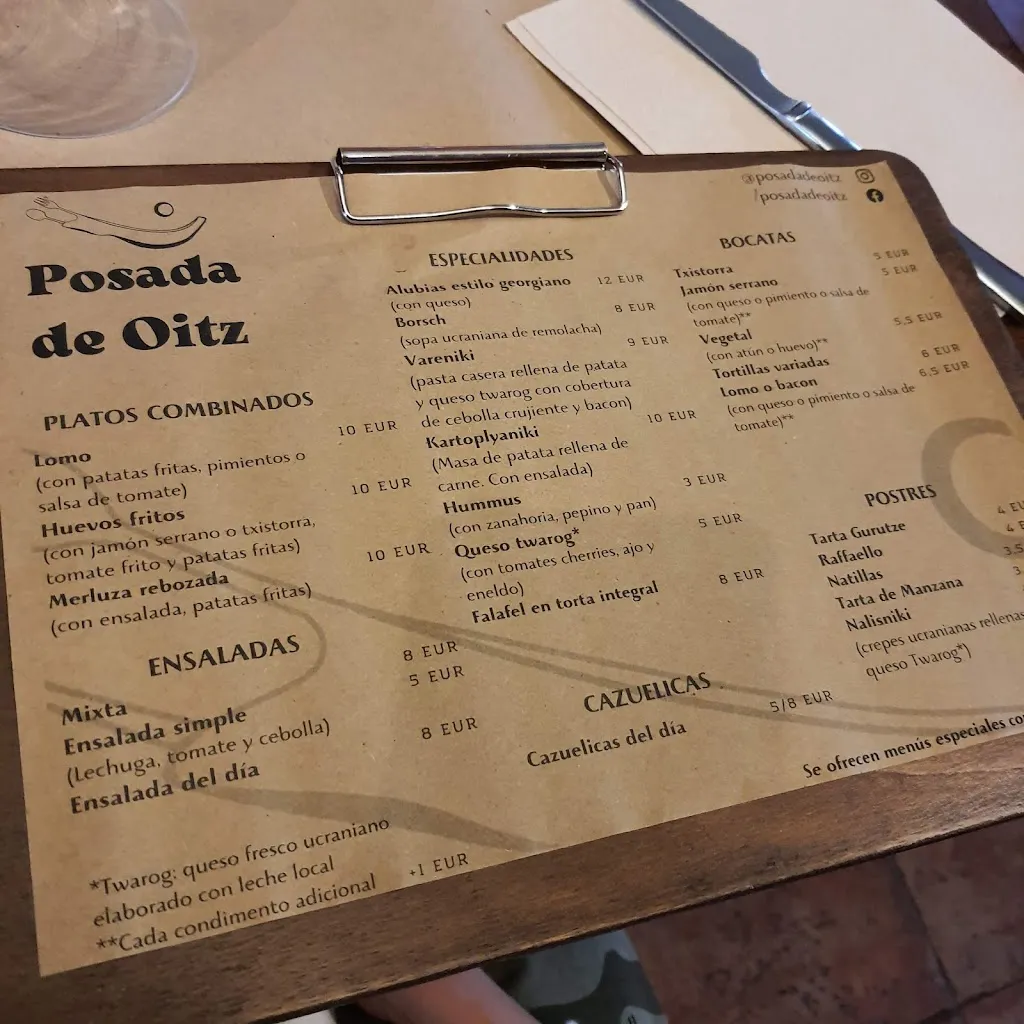 @posadadeoitz
/posadadeoitz
Posada
de Oitz
PLATOS COMBINADOS
Lomo 10 EUR
(con patatas fritas, pimientos o
salsa de tomate)
Huevos fritos 10 EUR
(con jamón serrano o txistorra,
tomate frito y patatas fritas)
Merluza rebozada 10 EUR
(con ensalada, patatas fritas)
ENSALADAS
Mixta 8 EUR
Ensalada simple 5 EUR
(Lechuga, tomate y cebolla)
Ensalada del día 8 EUR
*Twarog: queso fresco ucraniano
elaborado con leche local
**Cada condimento adicional +1 EUR
ESPECIALIDADES
Alubias estilo georgiano 12 EUR
(con queso)
Borsch 8 EUR
(sopa ucraniana de remolacha)
Vareniki 9 EUR
(pasta casera rellena de patata
y queso twarog con cobertura
de cebolla crujiente y bacon)
Kartoplyaniki 10 EUR
(Masa de patata rellena de
carne. Con ensalada)
Hummus 3 EUR
(con zanahoria, pepino y pan)
Queso twarog* 5 EUR
(con tomates cherries, ajo y
eneldo)
Falafel en torta integral 8 EUR
CAZUELICAS
Cazuelicas del día 5/8 EUR
BOCATAS
Txistorra 5 EUR
Jamón serrano 5 EUR
(con queso o pimiento o salsa de
tomate)**
Vegetal 5,5 EUR
(con atún o huevo)**
Tortillas variadas 6 EUR
Lomo o bacon 6,5 EUR
(con queso o pimiento o salsa de
tomate)**
POSTRES
Tarta Gurutze 4 EU
Raffaello 4
Natillas 3,5
Tarta de Manzana 3
Nalisniki
(crepes ucranianas rellenas
queso Twarog*)
Se ofrecen menús especiales co